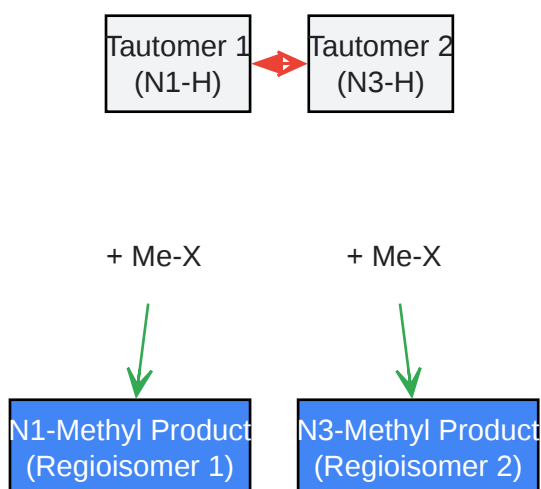 Tautomer 1
(N1-H)
Tautomer 2
(N3-H)
+ Me-X
+ Me-X
N1-Methyl Product
(Regioisomer 1)
N3-Methyl Product
(Regioisomer 2)